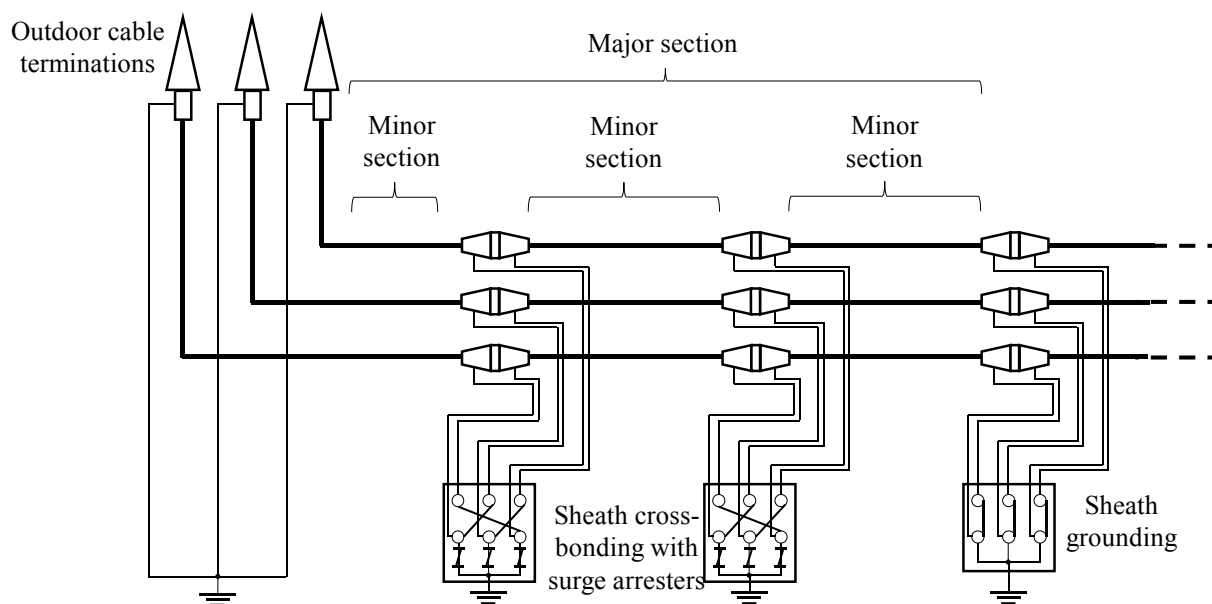 Outdoor cable
terminations
Major section
Minor
section
Minor
section
Minor
section
Sheath cross-
bonding with
surge arresters
Sheath
grounding